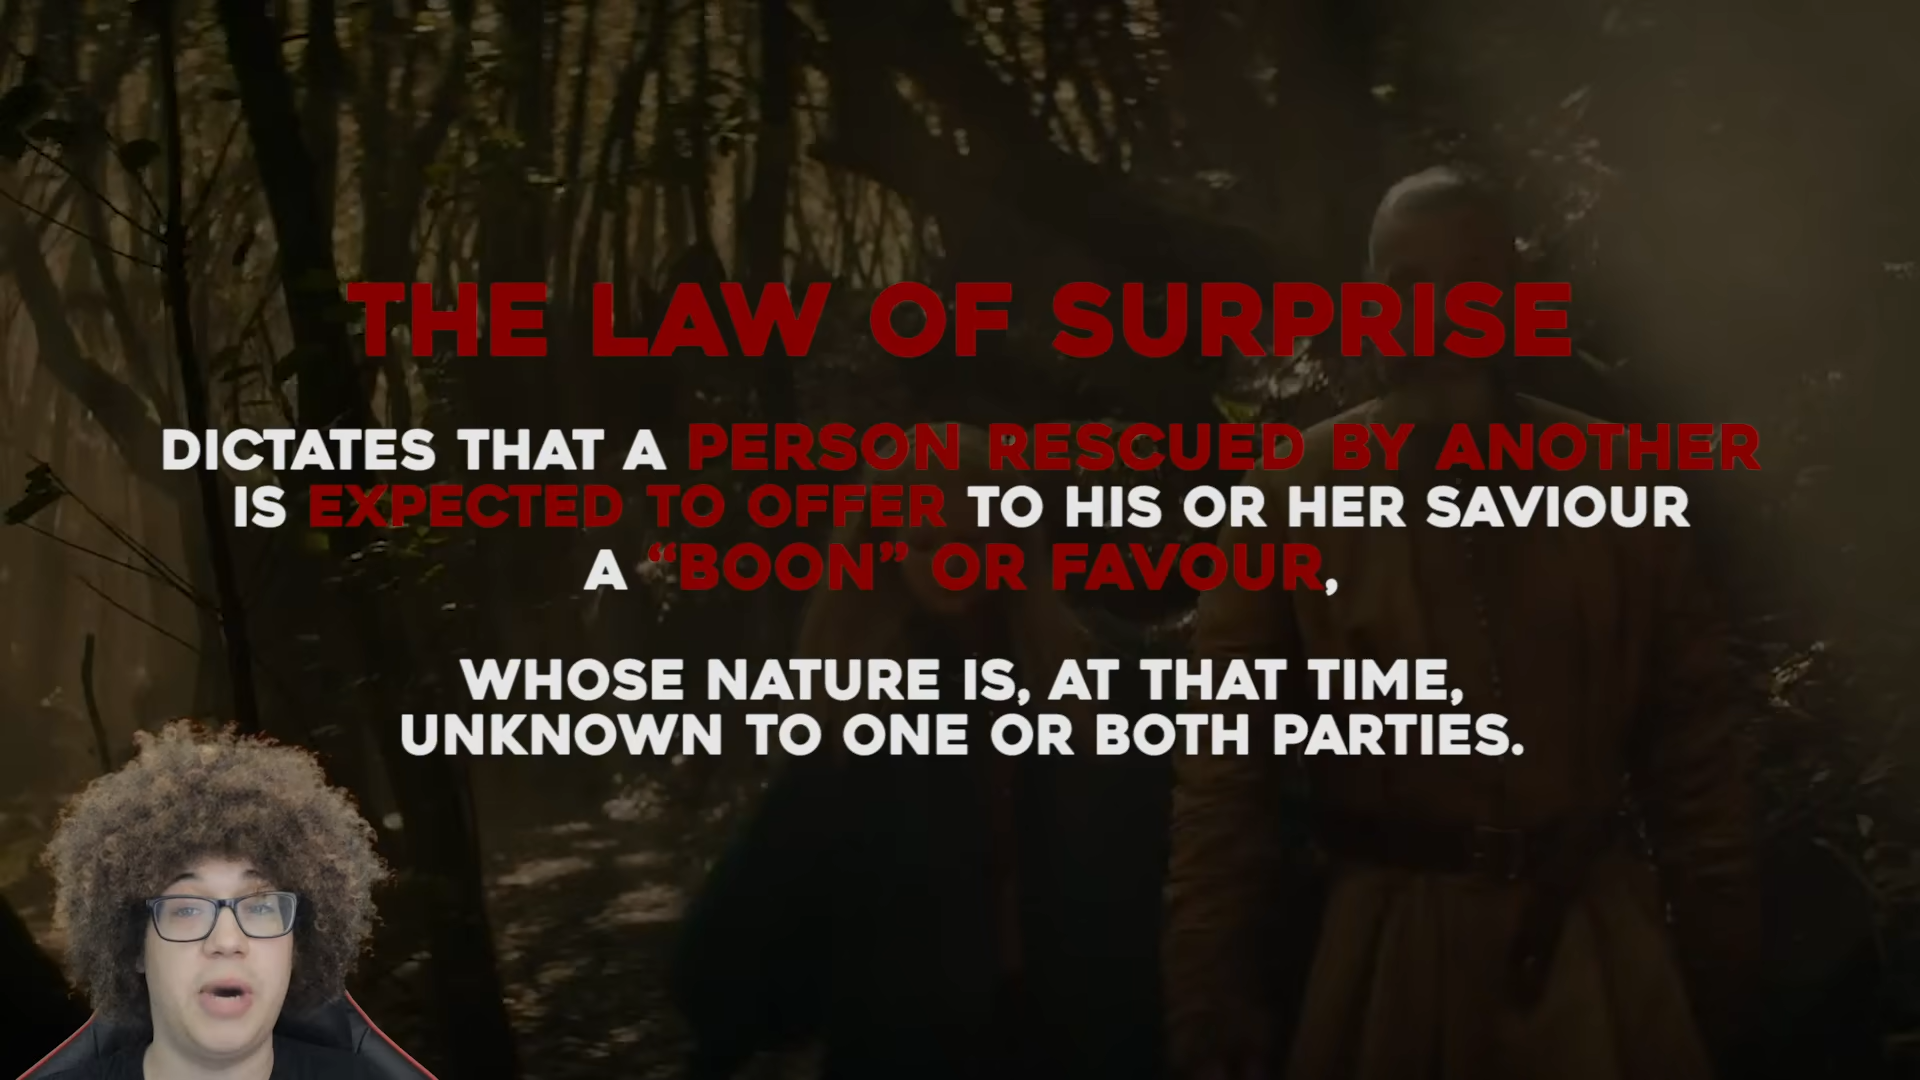 THE LAW OF SURPRISE
DICTATES THAT A PERSON RESCUED BY ANOTHER
IS EXPECTED TO OFFER TO HIS OR HER SAVIOUR
A “BOON” OR FAVOUR,
WHOSE NATURE IS, AT THAT TIME,
UNKNOWN TO ONE OR BOTH PARTIES.